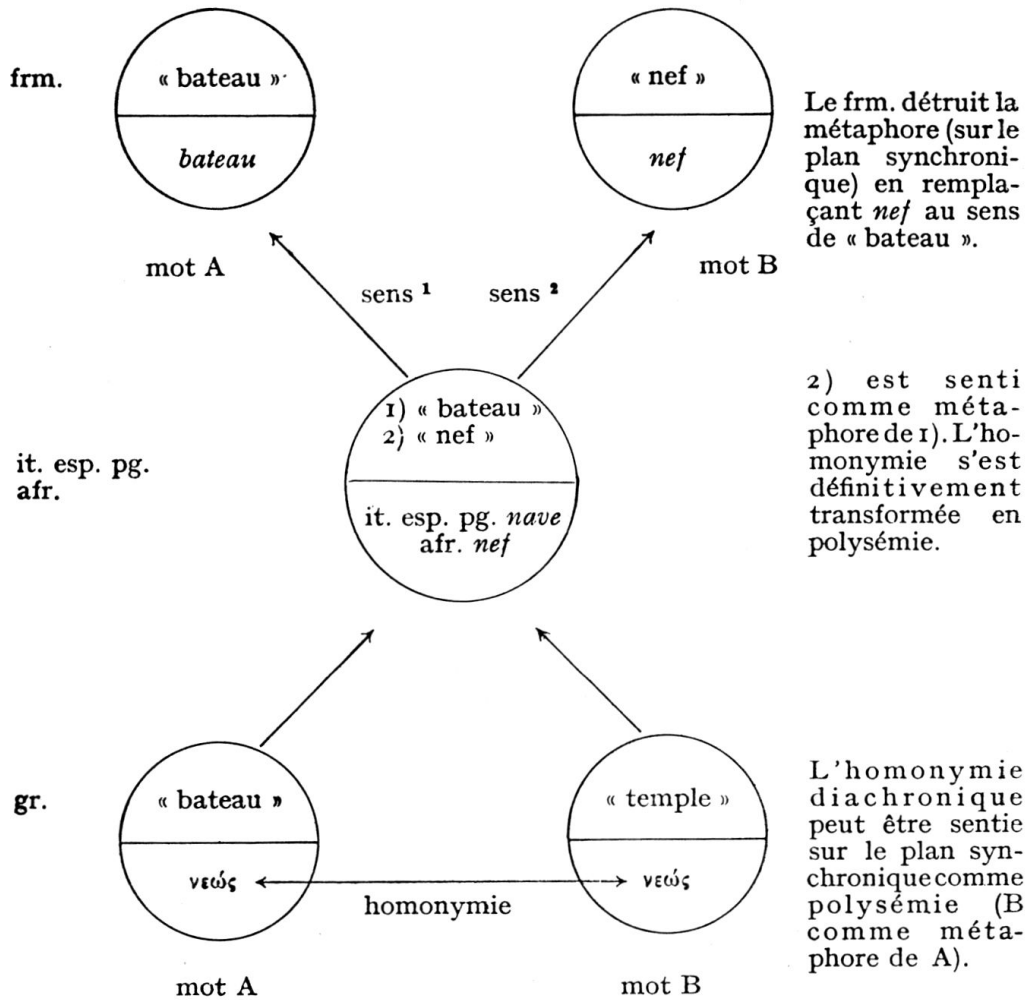 frm.
« bateau »
bateau
mot A
« nef »
nef
mot B
Le frm. détruit la
métaphore (sur le
plan synchroni-
que) en rempla-
çant nef au sens
de « bateau ».
sens ¹
sens ²
it. esp. pg.
afr.
1) « bateau »
2) « nef »
it. esp. pg. nave
afr. nef
2) est senti
comme méta-
phore de 1). L'ho-
monymie s'est
définitivement
transformée en
polysémie.
gr.
« bateau »
νεώς
mot A
homonymie
« temple »
νεώς
mot B
L'homonymie
diachronique
peut être sentie
sur le plan syn-
chronique comme
polysémie (B
comme méta-
phore de A).